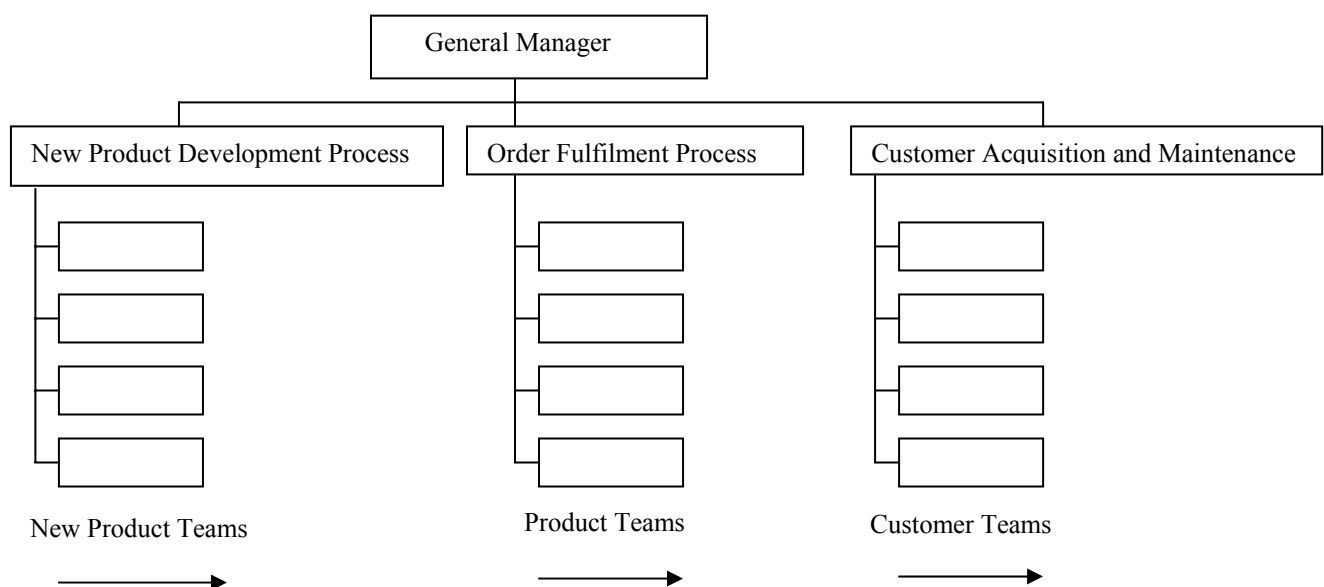 General Manager
New Product Development Process
Order Fulfilment Process
Customer Acquisition and Maintenance
New Product Teams
Product Teams
Customer Teams